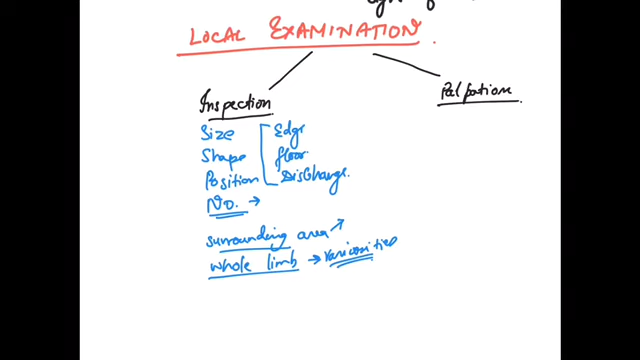 LOCAL EXAMINATION.
Inspection
Palpation
Size
Edge
Shape
floor
Position
Discharge.
No. →
surrounding area ↗
whole limb → varicosities